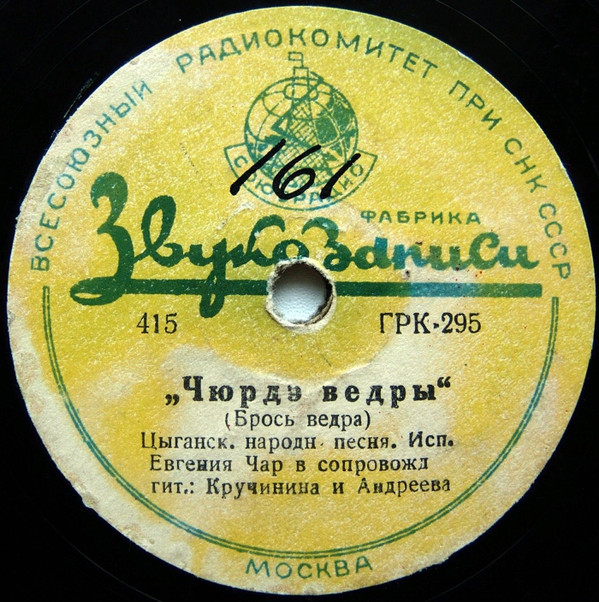 ВСЕСОЮЗНЫЙ РАДИОКОМИТЕТ ПРИ СНК СССР
161
ФАБРИКА
ЗвукоЗаписи
415 ГРК-295
„Чюрдэ ведры“
(Брось ведра)
Цыганск. народн. песня. Исп.
Евгения Чар в сопровожд
гит.: Кручинина и Андреева
МОСКВА